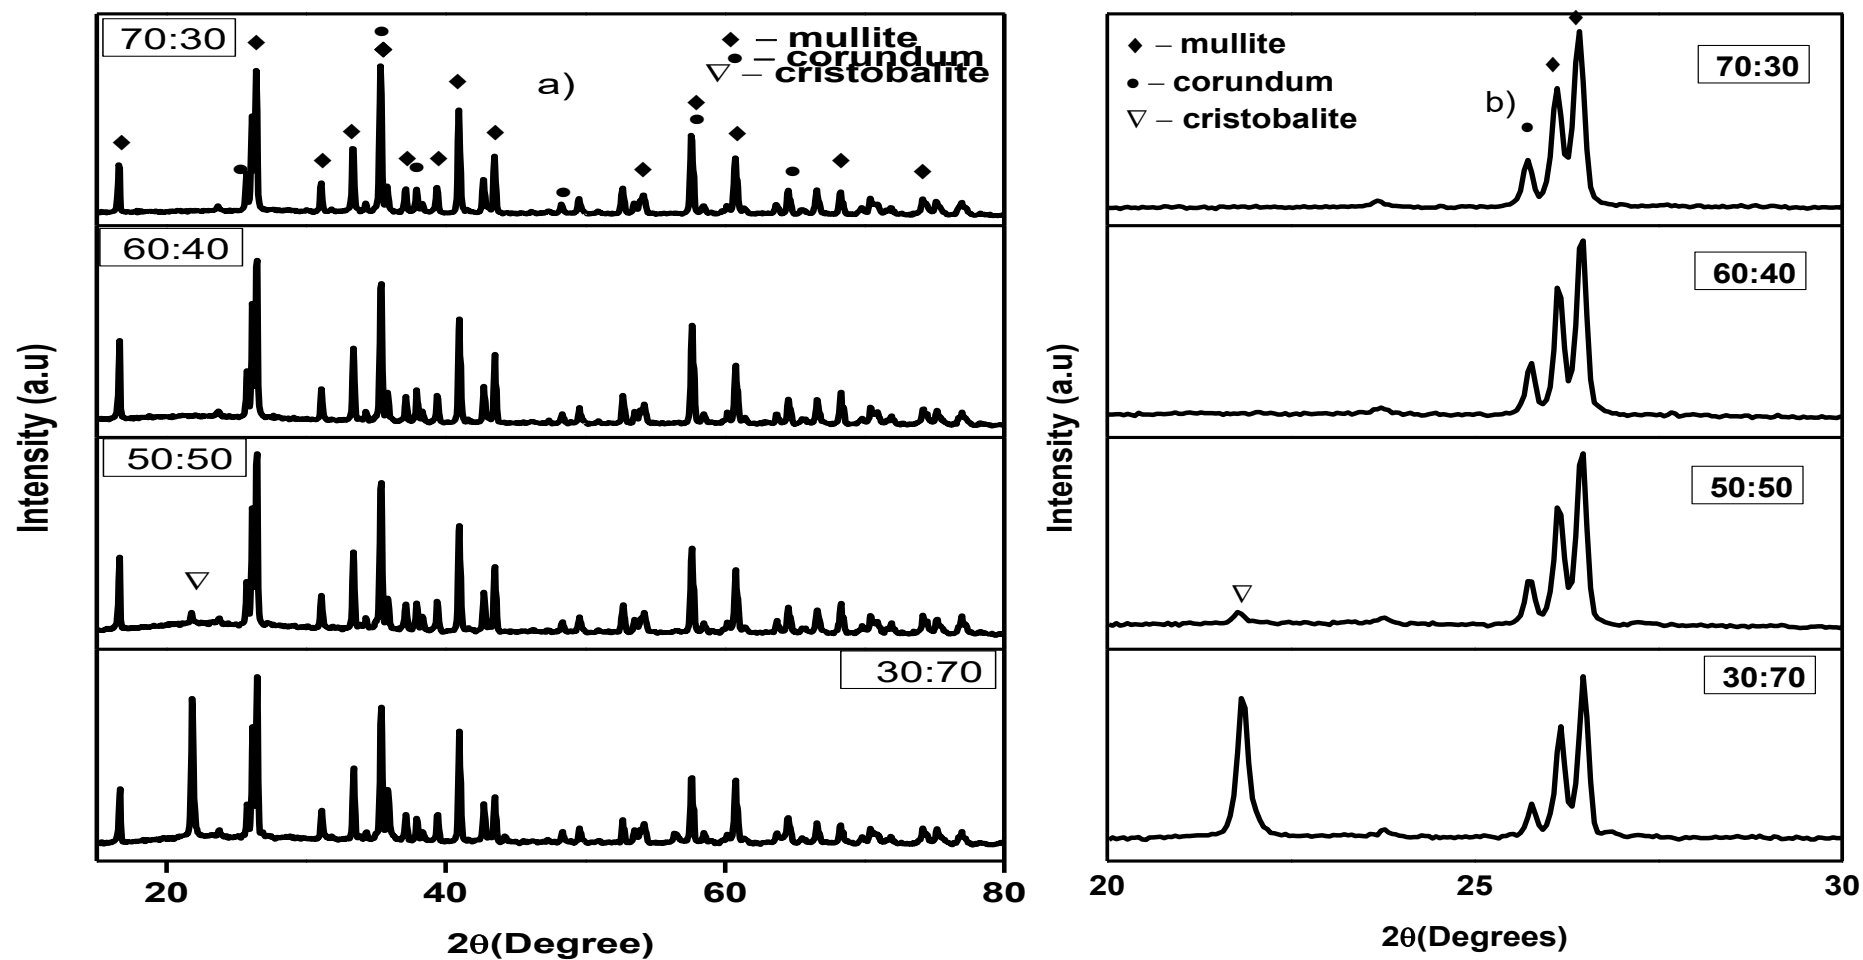 70:30
◆ – mullite
● – corundum
▽ – cristobalite
a)
60:40
50:50
30:70
Intensity (a.u)
20 40 60 80
2θ(Degree)
◆ – mullite
● – corundum
▽ – cristobalite
b)
70:30
60:40
50:50
30:70
Intensity (a.u)
20 25 30
2θ(Degrees)